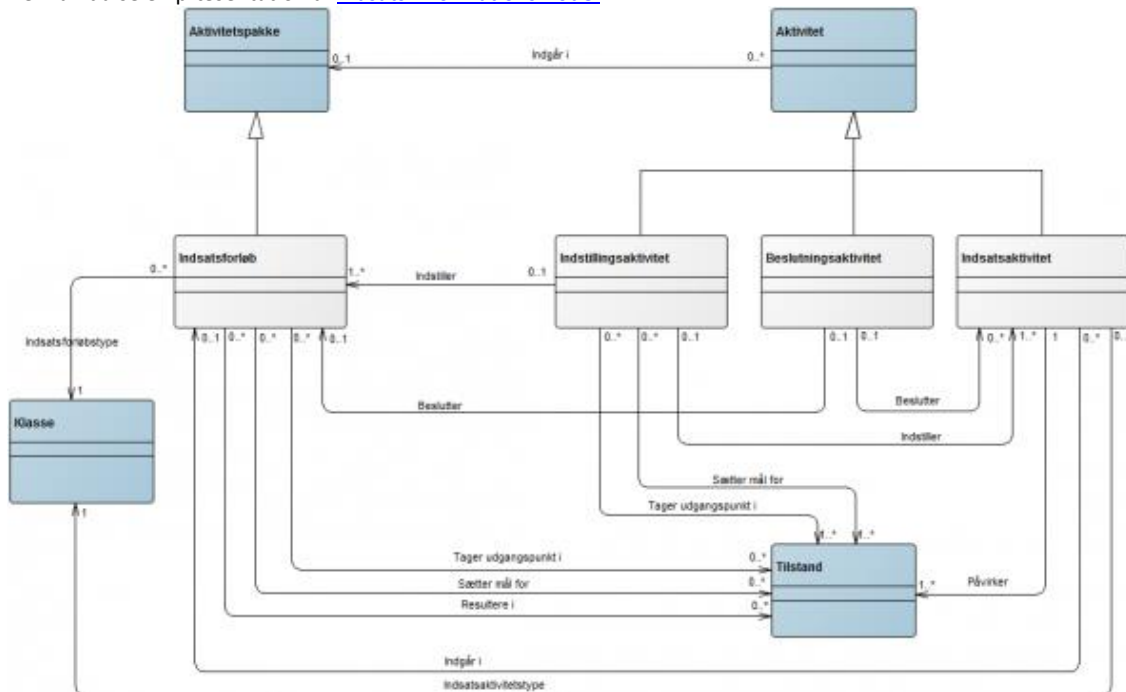 Aktivitetspakke
Aktivitet
0..1
Indgår i
0..*
Indsatsforløb
Indstillingsaktivitet
Beslutningsaktivitet
Indsatsaktivitet
0..*
1..*
Indstiller
0..1
0..1
0..*
0..*
0..*
0..1
0..*
0..*
0..1
0..1
0..1
0..*
1..*
1
0..*
Indsatsforløbstype
1
Beslutter
Beslutter
Klasse
Indstiller
Sætter mål for
Tager udgangspunkt i
1
1..*
1..*
Tager udgangspunkt i
0..*
Tilstand
Sætter mål for
0..*
1..*
Påvirker
Resultere i
0..*
Indgår i
Indsatsaktivitetstype